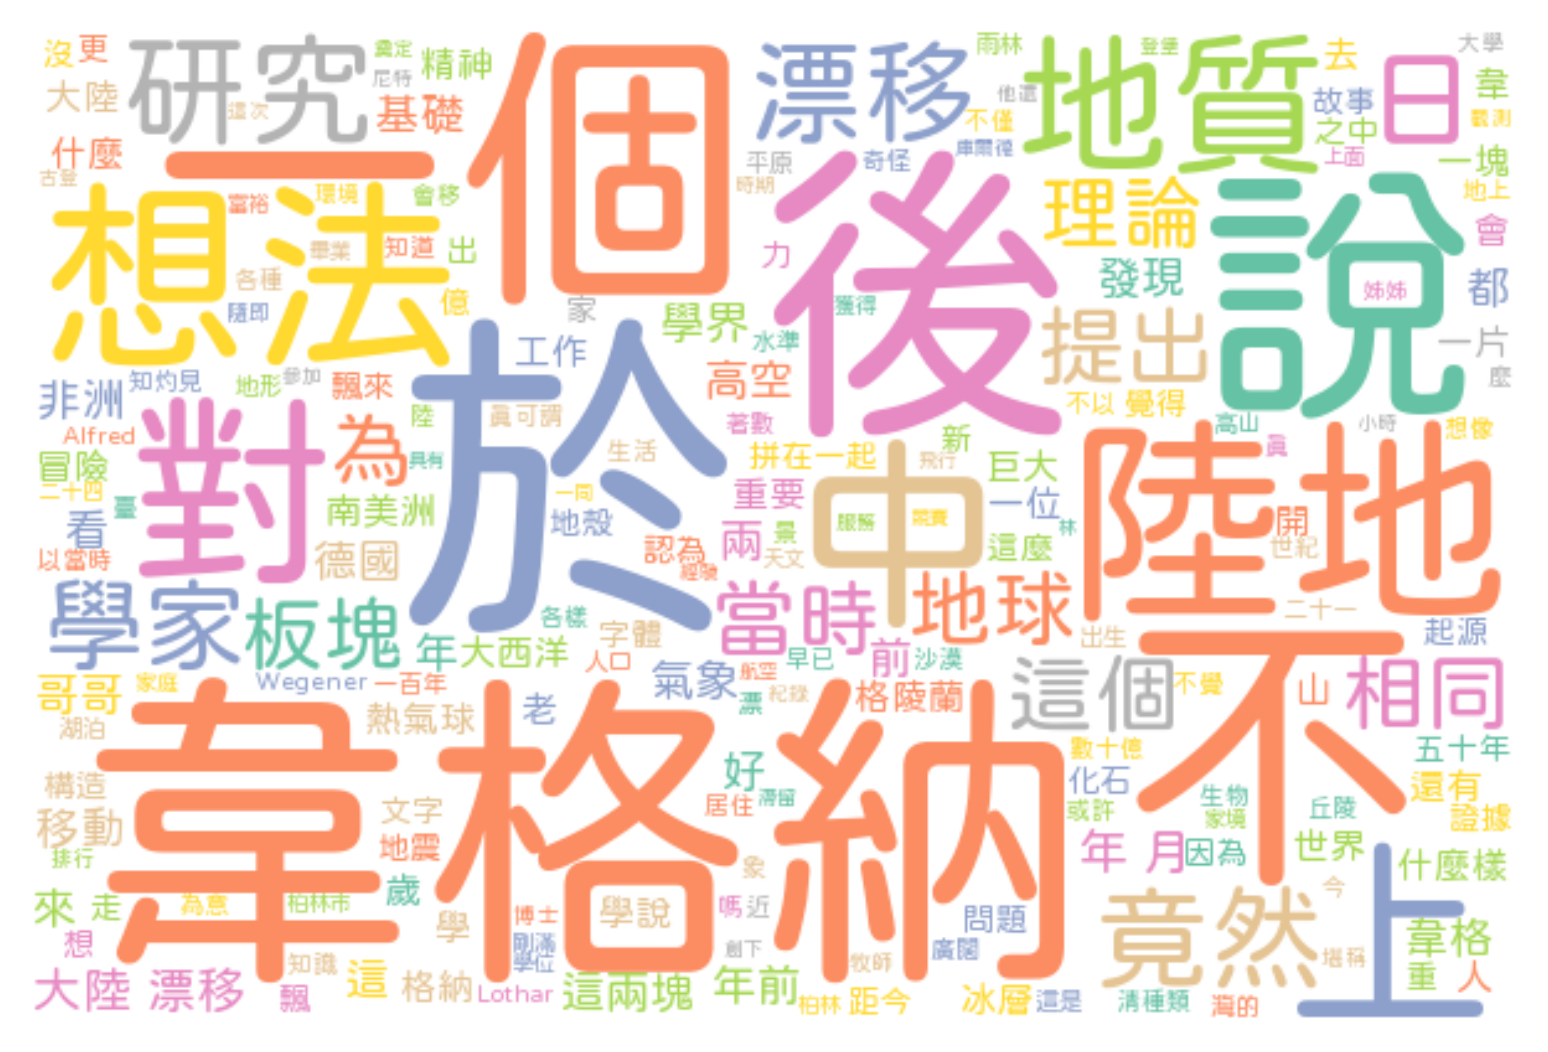 沒
更
研究
奠定
尼特
精神
大陸
這次
基礎
什麼
古登
一
個
漂移
雨林
地質
登堡
去
大學
日
韋
他還
故事
觀測
不僅
之中
庫爾德
上面
一塊
平原
奇怪
時期
地上
想法
富裕
環境
會移
後
理論
說
畢業
知道
出
力
會
各種
發現
都
姊姊
隨即
億
家
學界
獲得
水準
提出
一片
工作
非洲
知灼見
地形
參加
飄來
高空
不以
覺得
麼
於
對
為
陸
真可謂
著數
高山
小時
想像
Alfred
生活
新
真
冒險
具有
拼在一起
飛行
巨大
陸地
二十四
臺
南美洲
一同
重要
中
一位
看
地殼
兩
景
服務
競賽
林
開
以當時
德國
認為
天文
這麼
世紀
經驗
學家
板塊
各樣
當時
地球
二十一
年
大西洋
字體
出生
起源
人口
早已
前
沙漠
不
哥哥
家庭
Wegener
一百年
氣象
航空
這個
不覺
山
相同
湖泊
熱氣球
老
漂
紀錄
格陵蘭
韋格納
數十億
五十年
構造
好
化石
還有
移動
文字
居住
滯留
或許
生物
丘陵
證據
地震
家境
排行
年 月
因為
世界
什麼樣
歲
象
竟然
今
上
來
走
為意
柏林市
學
博士
學說
嗎
近
問題
想
剛滿
創下
廣闊
韋格
知識
學位
牧師
堪稱
重
人
大陸 漂移
飄
這
格納
Lothar
這兩塊
年前
柏林
距今
冰層
這是
清種類
灣的